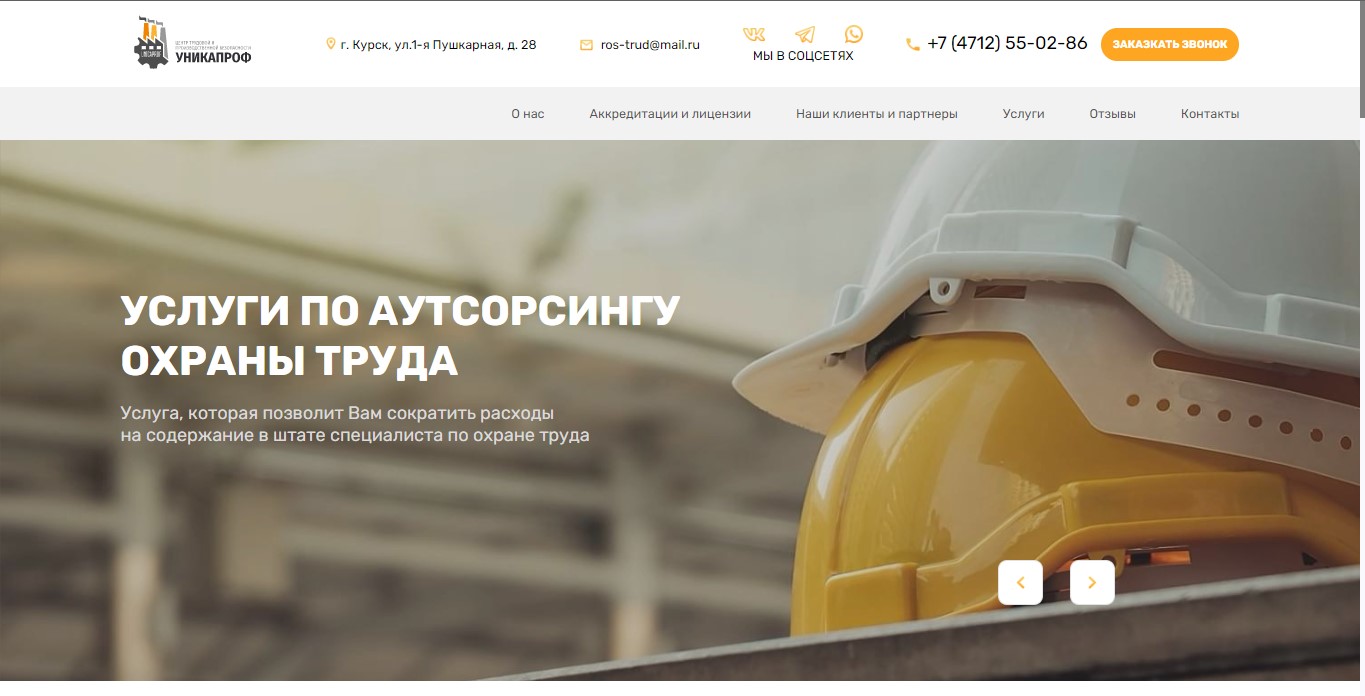 ЦЕНТР ТРУДОВОЙ И
ПРОИЗВОДСТВЕННОЙ БЕЗОПАСНОСТИ
УНИКАПРОФ
г. Курск, ул.1-я Пушкарная, д. 28
ros-trud@mail.ru
МЫ В СОЦСЕТЯХ
+7 (4712) 55-02-86
ЗАКАЗКАТЬ ЗВОНОК
О нас
Аккредитации и лицензии
Наши клиенты и партнеры
Услуги
Отзывы
Контакты
УСЛУГИ ПО АУТСОРСИНГУ
ОХРАНЫ ТРУДА
Услуга, которая позволит Вам сократить расходы
на содержание в штате специалиста по охране труда